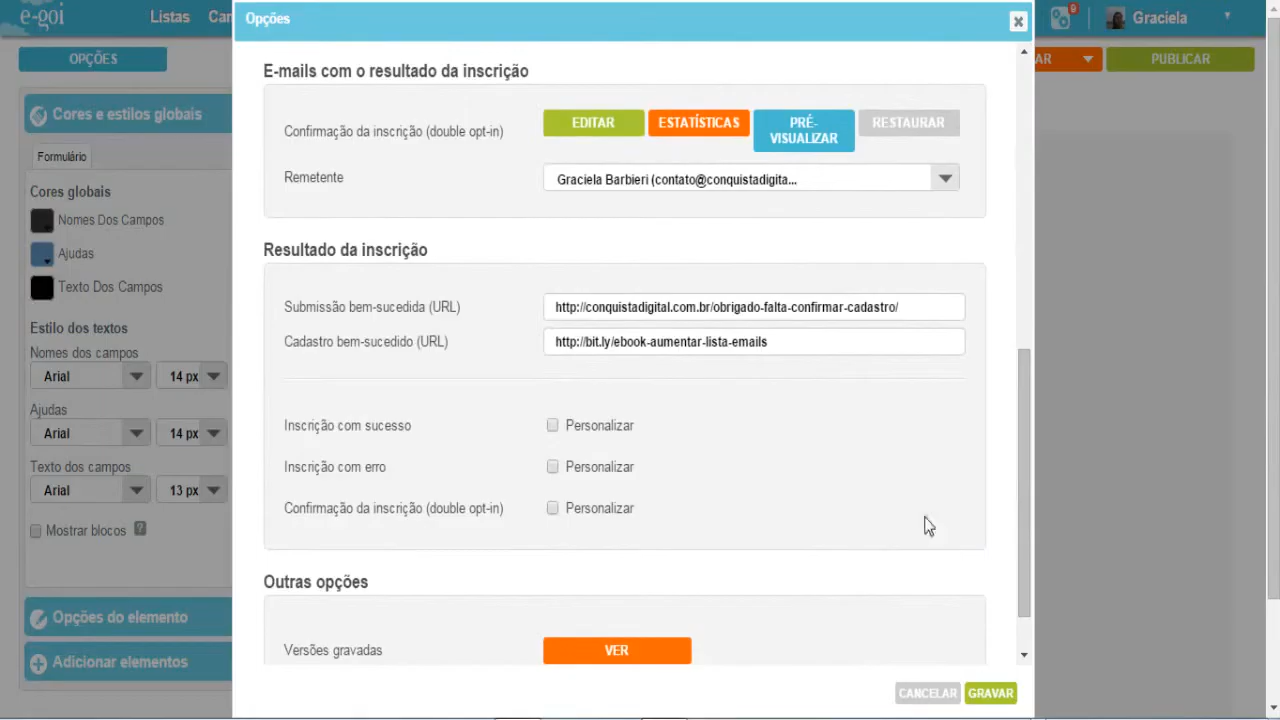 e-goi
Listas
Opções
Graciela
OPÇÕES
PUBLICAR
Cores e estilos globais
Formulário
Cores globais
Nomes Dos Campos
Ajudas
Texto Dos Campos
Estilo dos textos
Nomes dos campos
Arial
14 px
Ajudas
Arial
14 px
Texto dos campos
Arial
13 px
Mostrar blocos ?
Opções do elemento
Adicionar elementos
E-mails com o resultado da inscrição
Confirmação da inscrição (double opt-in)
EDITAR
ESTATÍSTICAS
PRÉ-
VISUALIZAR
RESTAURAR
Remetente
Graciela Barbieri (contato@conquistadigita...
Resultado da inscrição
Submissão bem-sucedida (URL)
http://conquistadigital.com.br/obrigado-falta-confirmar-cadastro/
Cadastro bem-sucedido (URL)
http://bit.ly/ebook-aumentar-lista-emails
Inscrição com sucesso
Personalizar
Inscrição com erro
Personalizar
Confirmação da inscrição (double opt-in)
Personalizar
Outras opções
Versões gravadas
VER
CANCELAR
GRAVAR